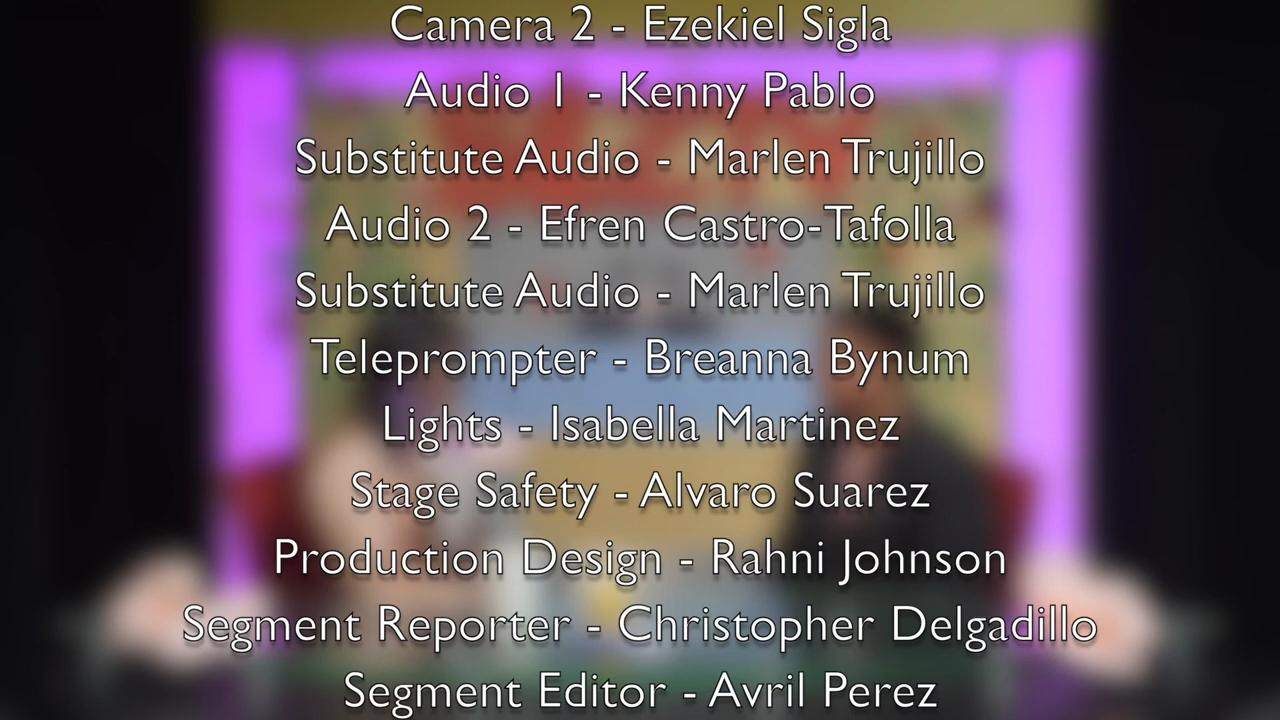 Camera 2 - Ezekiel Sigla
Audio 1 - Kenny Pablo
Substitute Audio - Marlen Trujillo
Audio 2 - Efren Castro-Tafolla
Substitute Audio - Marlen Trujillo
Teleprompter - Breanna Bynum
Lights - Isabella Martinez
Stage Safety - Alvaro Suarez
Production Design - Rahni Johnson
Segment Reporter - Christopher Delgadillo
Segment Editor - Avril Perez